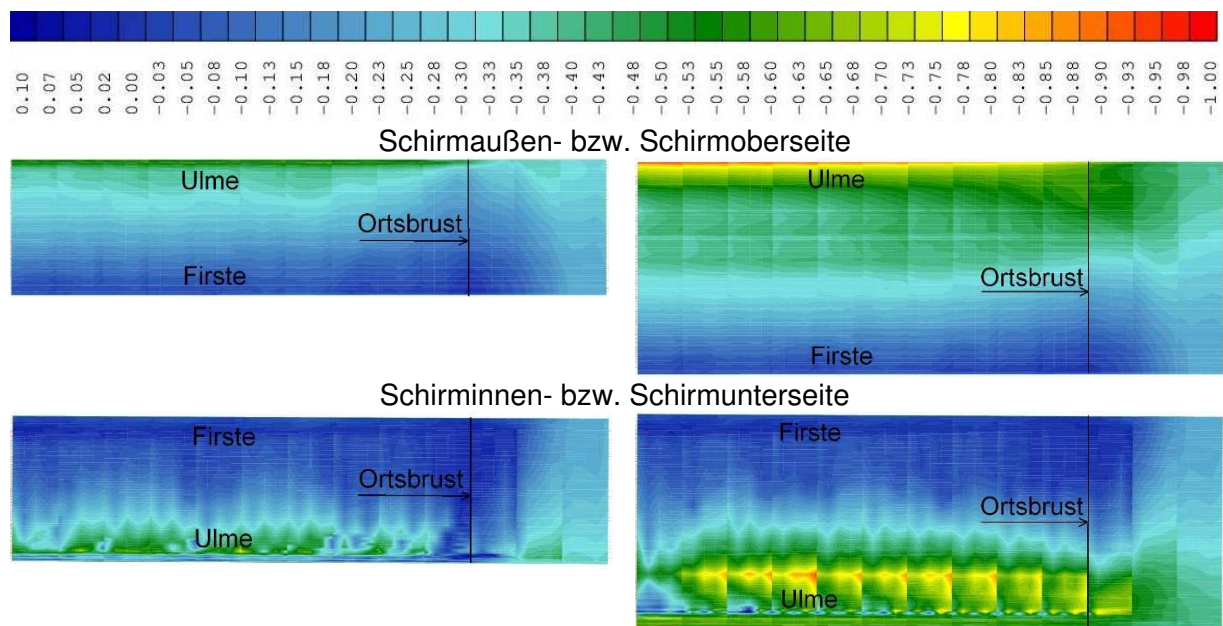 0.10 0.07 0.05 0.02 0.00 -0.03 -0.05 -0.08 -0.10 -0.13 -0.15 -0.18 -0.20 -0.23 -0.25 -0.28 -0.30 -0.33 -0.35 -0.38 -0.40 -0.43 -0.48 -0.50 -0.53 -0.55 -0.58 -0.60 -0.63 -0.65 -0.68 -0.70 -0.73 -0.75 -0.78 -0.80 -0.83 -0.85 -0.88 -0.90 -0.93 -0.95 -0.98 -1.00
Schirmaußen- bzw. Schirmoberseite
Ulme
Ortsbrust
Firste
Ulme
Ortsbrust
Firste
Schirminnen- bzw. Schirmunterseite
Firste
Ortsbrust
Ulme
Firste
Ortsbrust
Ulme